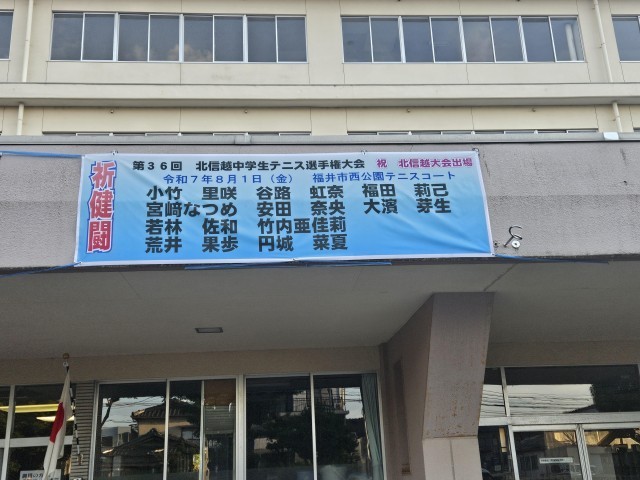 祈健闘
第36回 北信越中学生テニス選手権大会 祝 北信越大会出場
令和7年8月1日(金) 福井市西公園テニスコート
小竹 里咲 谷路 虹奈 福田 莉己
宮崎なつめ 安田 奈央 大濱 芽生
若林 佐和 竹内亜佳莉
荒井 果歩 円城 菜夏